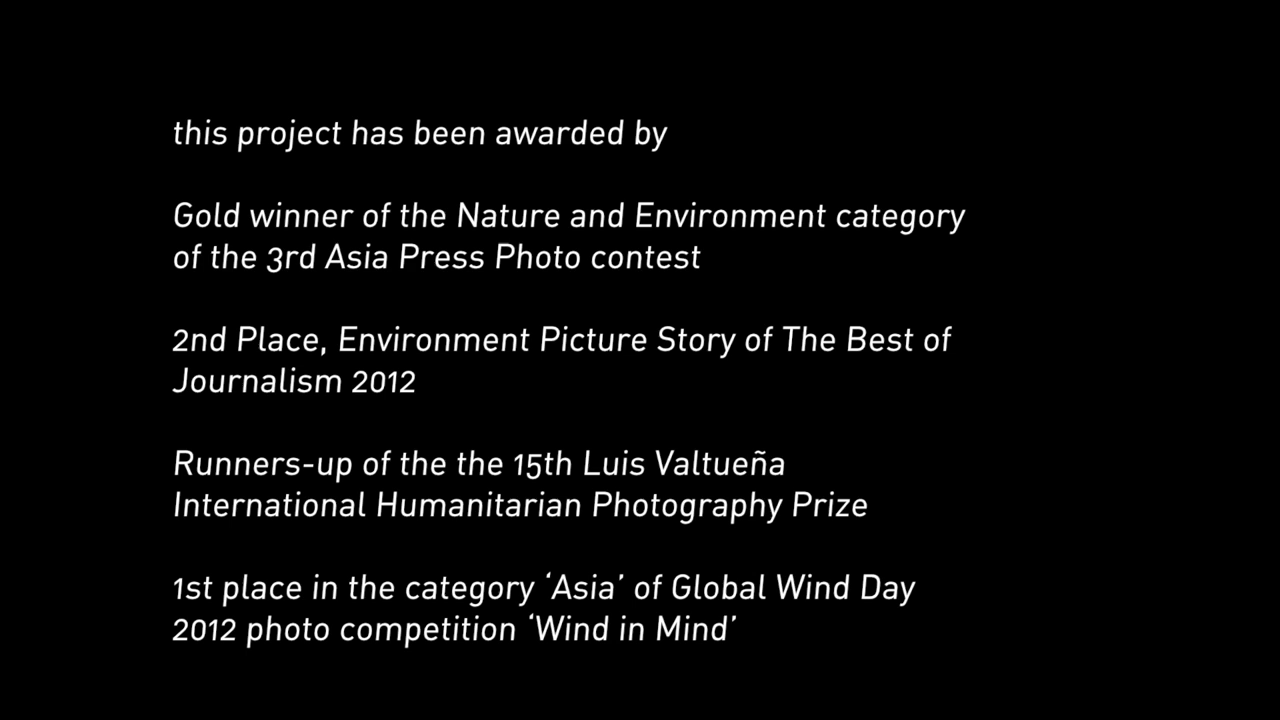 this project has been awarded by
Gold winner of the Nature and Environment category
of the 3rd Asia Press Photo contest
2nd Place, Environment Picture Story of The Best of
Journalism 2012
Runners-up of the the 15th Luis Valtueña
International Humanitarian Photography Prize
1st place in the category ‘Asia’ of Global Wind Day
2012 photo competition ‘Wind in Mind’